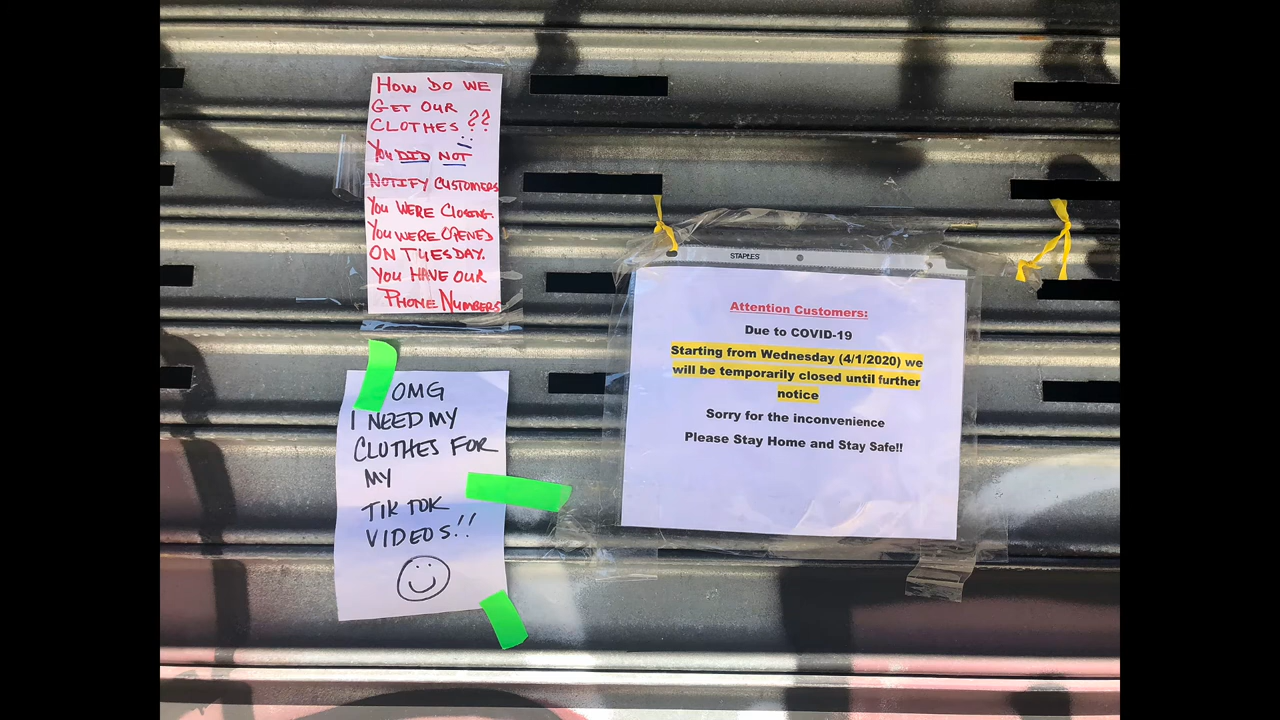 HOW DO WE
GET OUR
CLOTHES ??
YOU DID NOT
NOTIFY CUSTOMERS
YOU WERE CLOSING.
YOU WERE OPENED
ON TUESDAY.
YOU HAVE OUR
PHONE NUMBERS
OMG
I NEED MY
CLOTHES FOR
MY
TIK TOK
VIDEOS!!
STAPLES
Attention Customers:
Due to COVID-19
Starting from Wednesday (4/1/2020) we
will be temporarily closed until further
notice
Sorry for the inconvenience
Please Stay Home and Stay Safe!!